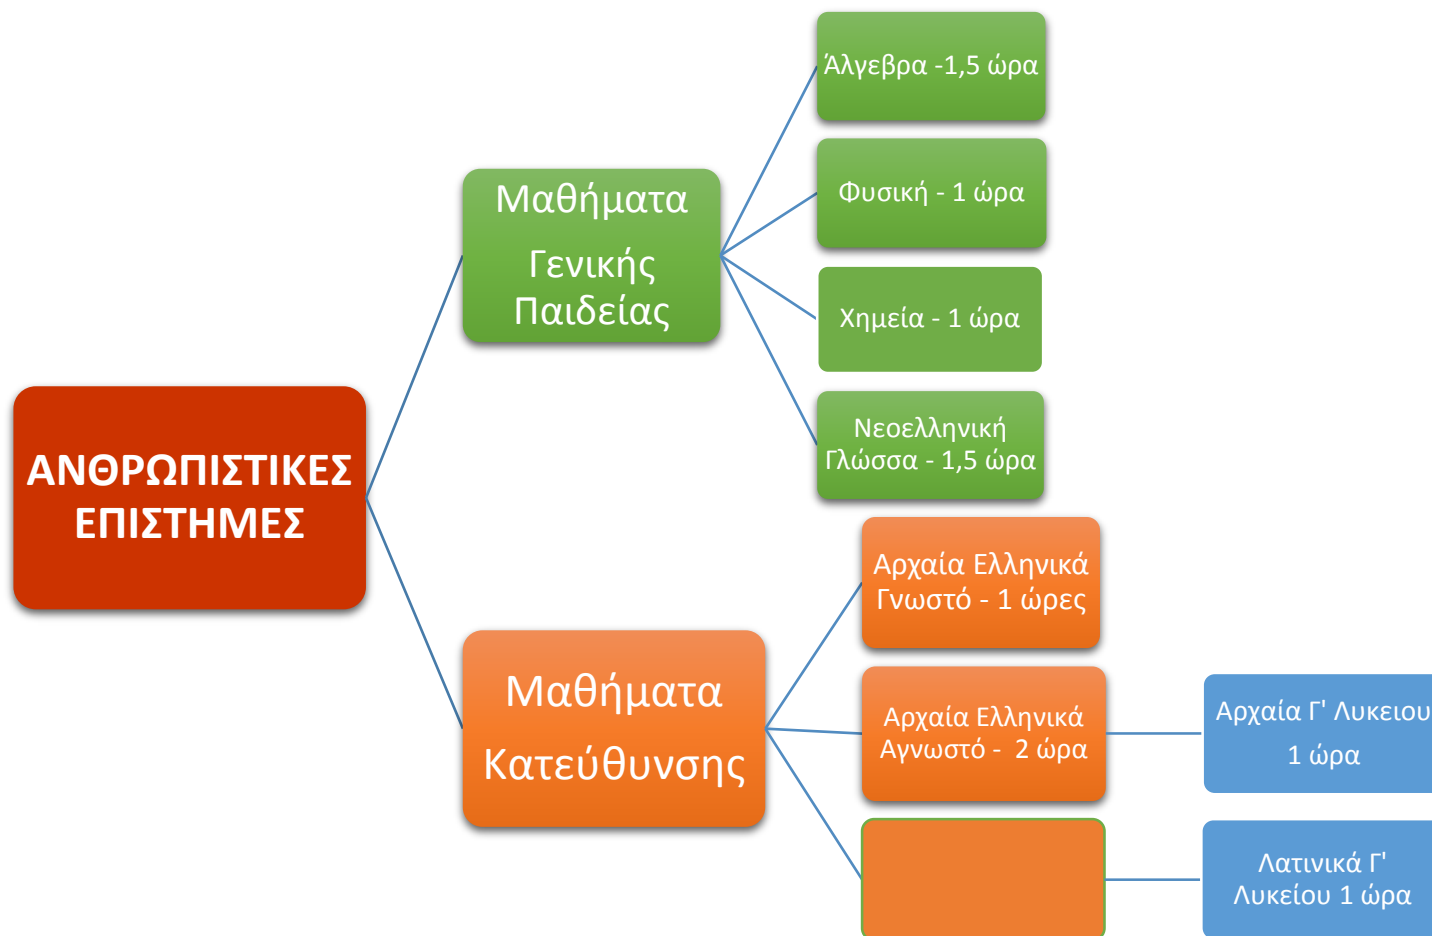 Άλγεβρα -1,5 ώρα
Φυσική - 1 ώρα
Χημεία - 1 ώρα
Νεοελληνική
Γλώσσα - 1,5 ώρα
Μαθήματα
Γενικής
Παιδείας
ΑΝΘΡΩΠΙΣΤΙΚΕΣ
ΕΠΙΣΤΗΜΕΣ
Μαθήματα
Κατεύθυνσης
Αρχαία Ελληνικά
Γνωστό - 1 ώρες
Αρχαία Ελληνικά
Αγνωστό -  2 ώρα
Αρχαία Γ' Λυκειου
1 ώρα
Λατινικά Γ'
Λυκείου 1 ώρα